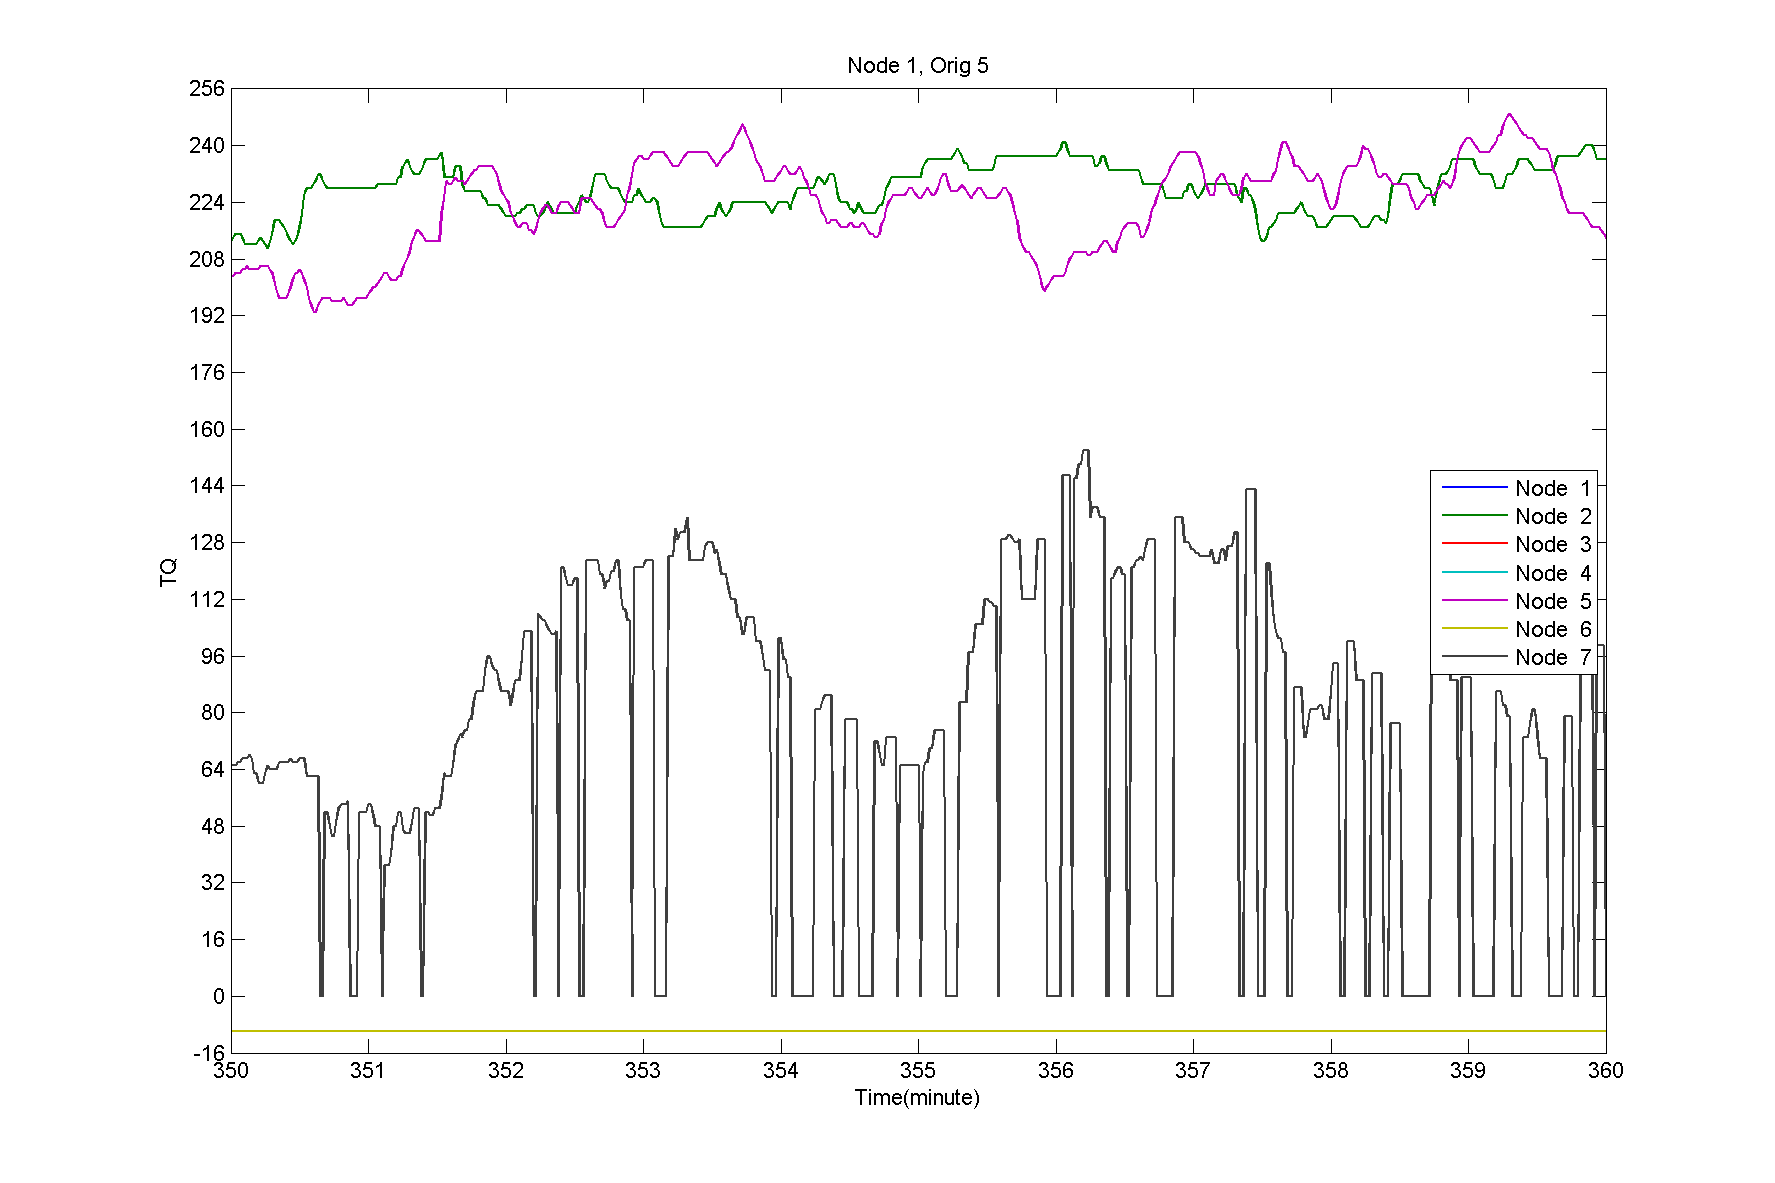 Node 1, Orig 5
256
240
224
208
192
176
160
144
128
112
96
80
64
48
32
16
0
-16
TQ
Node 1
Node 2
Node 3
Node 4
Node 5
Node 6
Node 7
350 351 352 353 354 355 356 357 358 359 360
Time(minute)